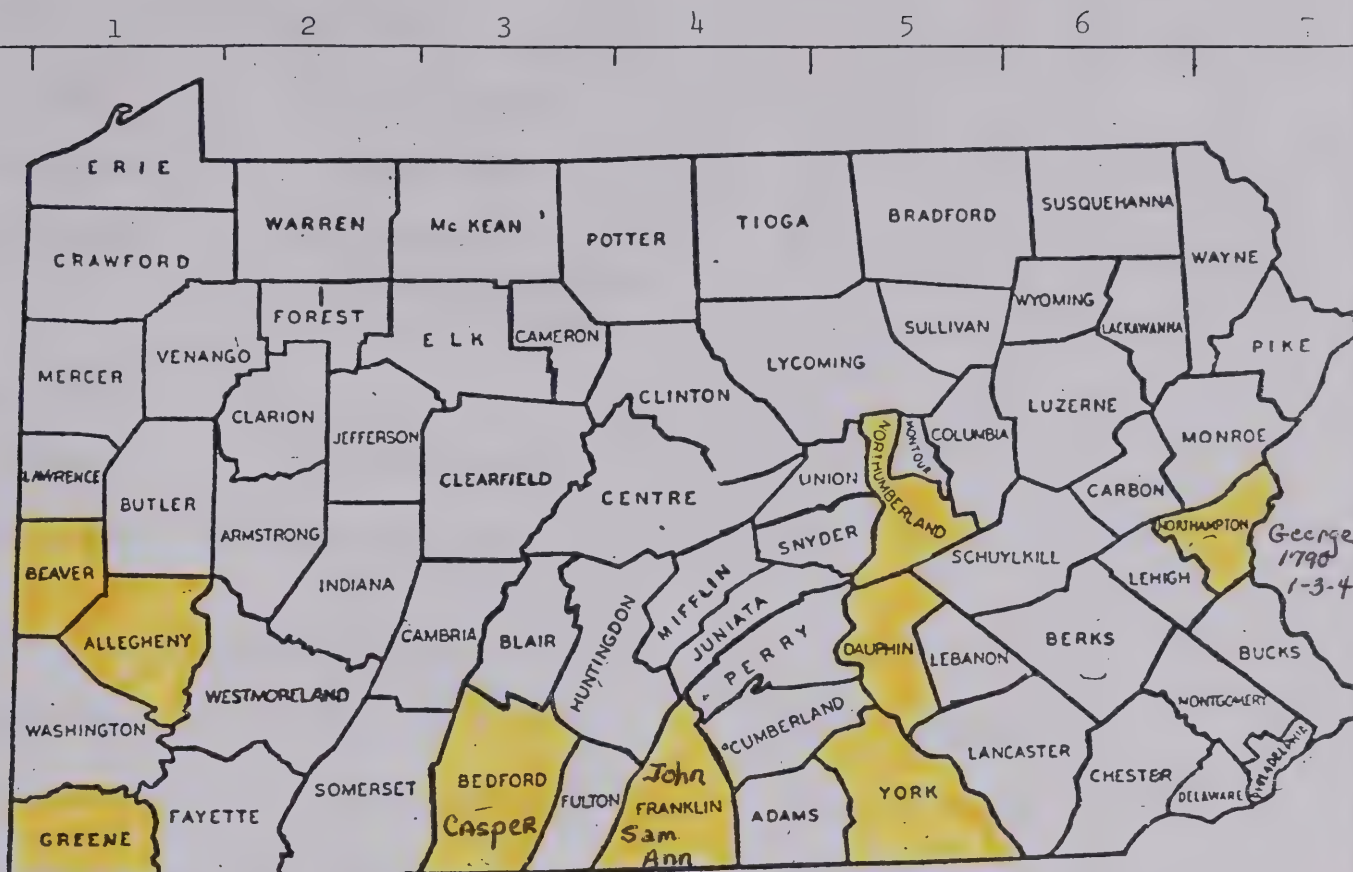 1 2 3 4 5 6
ERIE
WARREN
McKEAN
POTTER
TIOGA
BRADFORD
SUSQUEHANNA
WAYNE
CRAWFORD
FOREST
ELK
CAMERON
SULLIVAN
WYOMING
LACKAWANNA
PIKE
MERCER
VENANGO
CLARION
JEFFERSON
CLINTON
LYCOMING
LUZERNE
MONROE
LAWRENCE
BUTLER
ARMSTRONG
CLEARFIELD
CENTRE
UNION
NORTHUMBERLAND
MONTOUR
COLUMBIA
CARBON
NORTHAMPTON
George
1790
1-3-4
BEAVER
ALLEGHENY
INDIANA
CAMBRIA
BLAIR
HUNTINGDON
MIFFLIN
JUNIATA
SNYDER
PERRY
SCHUYLKILL
LEHIGH
DAUPHIN
LEBANON
BERKS
BUCKS
WASHINGTON
WESTMORELAND
CUMBERLAND
MONTGOMERY
PHILADELPHIA
GREENE
FAYETTE
SOMERSET
BEDFORD
Casper
FULTON
John
FRANKLIN
Sam
Ann
ADAMS
YORK
LANCASTER
CHESTER
DELAWARE